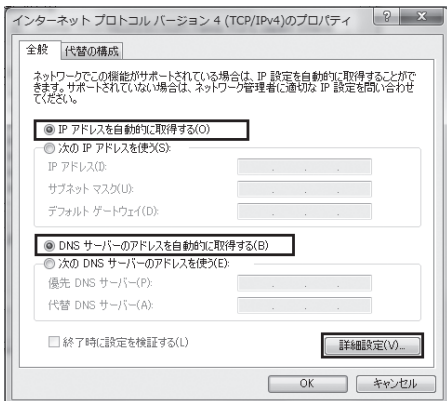 インターネット プロトコル バージョン 4 (TCP/IPv4)のプロパティ
全般 代替の構成
ネットワークでこの機能がサポートされている場合は、IP 設定を自動的に取得することがで
きます。サポートされていない場合は、ネットワーク管理者に適切な IP 設定を問い合わせ
てください。
IP アドレスを自動的に取得する(O)
次の IP アドレスを使う(S):
IP アドレス(I):
サブネット マスク(U):
デフォルト ゲートウェイ(D):
DNS サーバーのアドレスを自動的に取得する(B)
次の DNS サーバーのアドレスを使う(E):
優先 DNS サーバー(P):
代替 DNS サーバー(A):
終了時に設定を検証する(L)
詳細設定(V)...
OK キャンセル